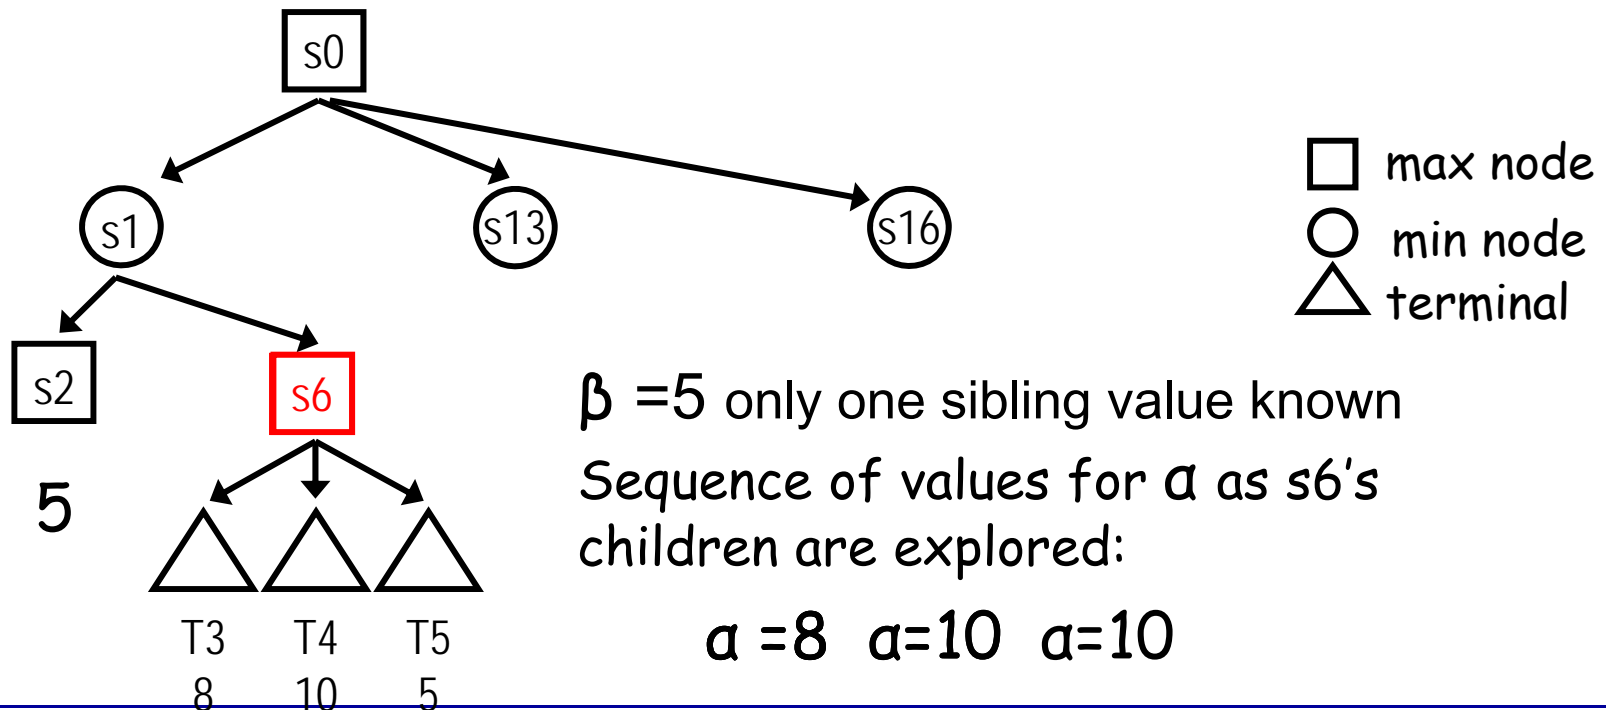 s0
s1
s13
s16
max node
min node
terminal
s2
s6
β =5 only one sibling value known
5
Sequence of values for α as s6's
children are explored:
T3 T4 T5
8 10 5
α =8 α=10 α=10